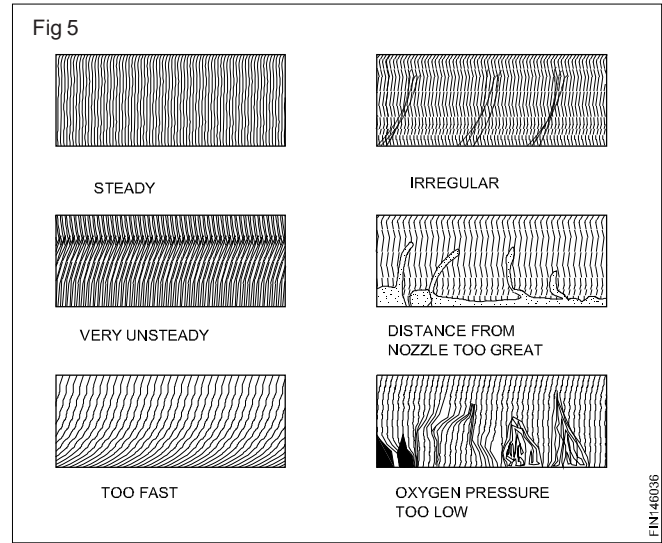 Fig 5
STEADY
IRREGULAR
VERY UNSTEADY
DISTANCE FROM
NOZZLE TOO GREAT
TOO FAST
OXYGEN PRESSURE
TOO LOW
FIN146036